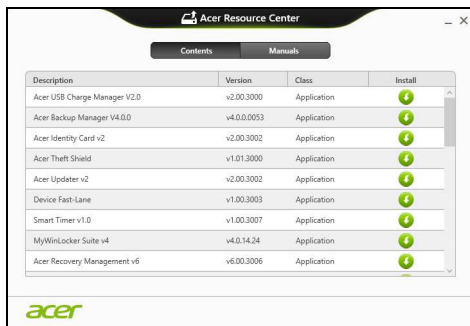 Acer Resource Center
Contents Manuals
Description Version Class Install
Acer USB Charge Manager V2.0 v2.00.3000 Application
Acer Backup Manager V4.0.0 v4.0.0.0053 Application
Acer Identity Card v2 v2.00.3002 Application
Acer Theft Shield v1.01.3000 Application
Acer Updater v2 v2.00.3002 Application
Device Fast-Lane v1.00.3003 Application
Smart Timer v1.0 v1.00.3007 Application
MyWinLocker Suite v4 v4.0.14.24 Application
Acer Recovery Management v6 v6.00.3006 Application
acer